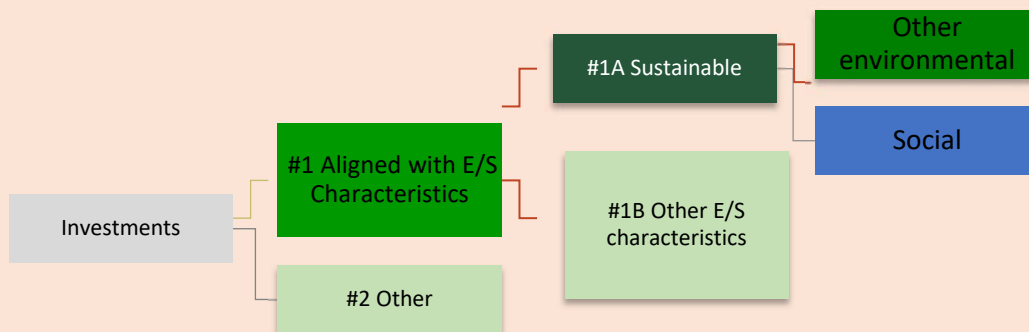 Other
environmental
#1A Sustainable
Social
#1 Aligned with E/S
Characteristics
#1B Other E/S
characteristics
Investments
#2 Other